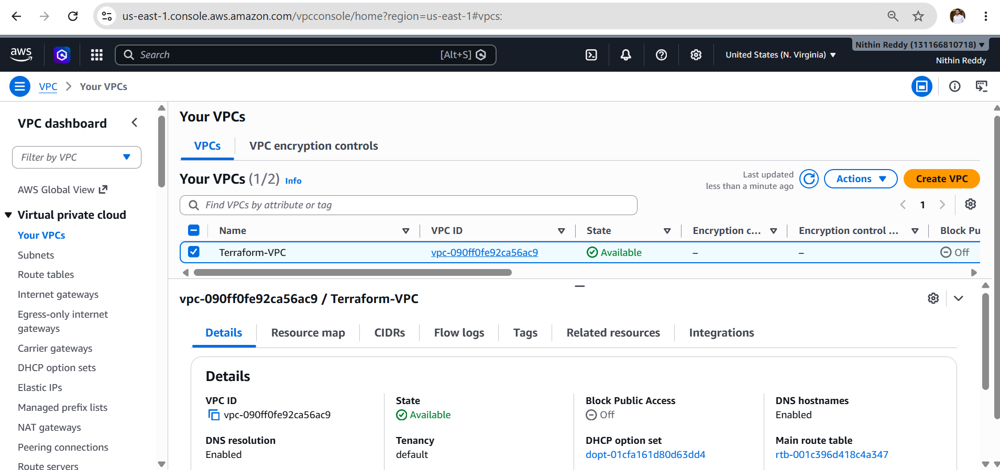 us-east-1.console.aws.amazon.com/vpcconsole/home?region=us-east-1#vpcs:
aws
Search
[Alt+S]
United States (N. Virginia)
Nithin Reddy (131166810718)
Nithin Reddy
VPC
Your VPCs
VPC dashboard
Filter by VPC
AWS Global View
Virtual private cloud
Your VPCs
Subnets
Route tables
Internet gateways
Egress-only internet
gateways
Carrier gateways
DHCP option sets
Elastic IPs
Managed prefix lists
NAT gateways
Peering connections
Route servers
Your VPCs
VPCs
VPC encryption controls
Your VPCs (1/2) Info
Last updated
less than a minute ago
Actions
Create VPC
Find VPCs by attribute or tag
1
Name
VPC ID
State
Encryption c...
Encryption control ...
Block Pu
Terraform-VPC
vpc-090ff0fe92ca56ac9
Available
–
–
Off
vpc-090ff0fe92ca56ac9 / Terraform-VPC
Details
Resource map
CIDRs
Flow logs
Tags
Related resources
Integrations
Details
VPC ID
vpc-090ff0fe92ca56ac9
State
Available
Block Public Access
Off
DNS hostnames
Enabled
DNS resolution
Enabled
Tenancy
default
DHCP option set
dopt-01cfa161d80d63dd4
Main route table
rtb-001c396d418c4a347